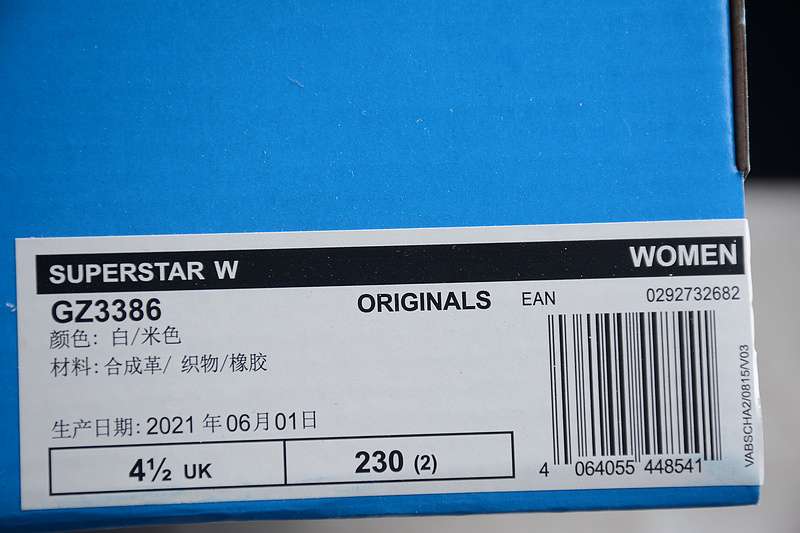 SUPERSTAR W WOMEN
GZ3386 ORIGINALS EAN 0292732682
颜色: 白/米色
材料: 合成革/ 织物/橡胶
生产日期: 2021 年 06月 01日
4½ UK 230 (2)
4 064055 448541
VABSCHA2/0815/V03